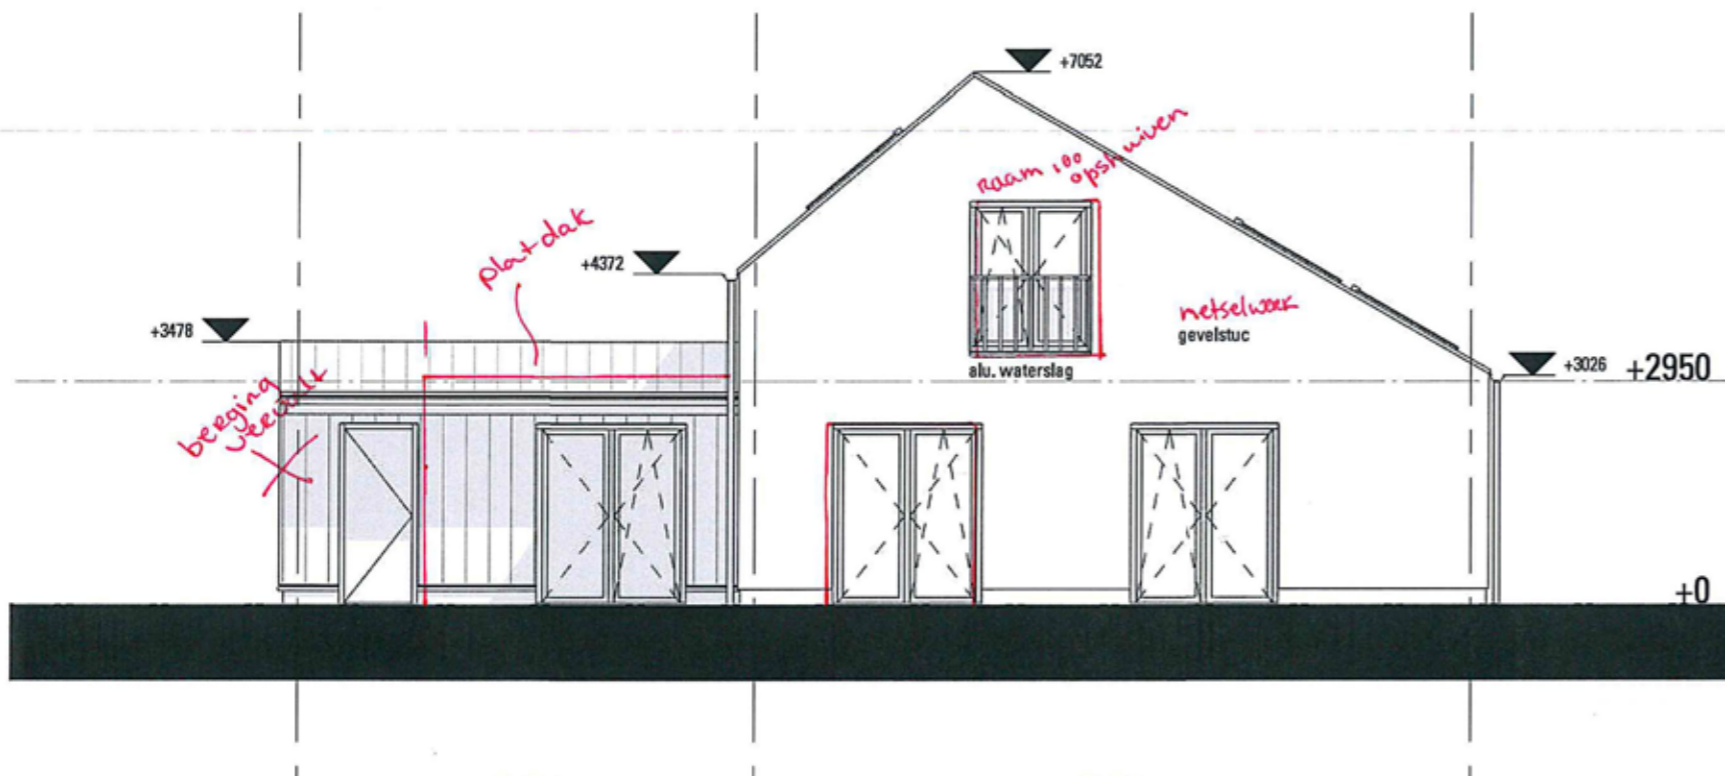 +7052
raam 100
opschuiven
plat dak
+4372
+3478
metselwerk
gevelstuc
alu. waterslag
+3026
+2950
berging
vervalt
+0